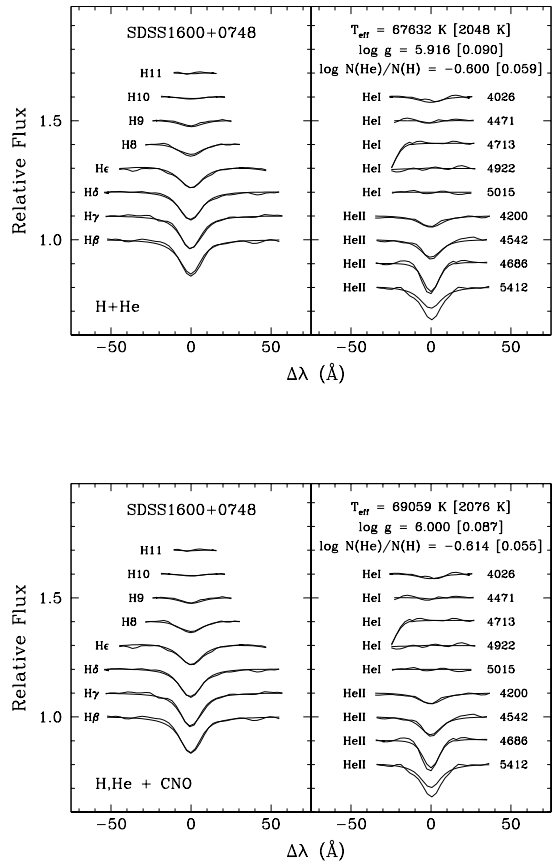 SDSS1600+0748
T_eff = 67632 K [2048 K]
log g = 5.916 [0.090]
log N(He)/N(H) = −0.600 [0.059]
H11
H10
H9
H8
Hϵ
Hδ
Hγ
Hβ
HeI 4026
HeI 4471
HeI 4713
HeI 4922
HeI 5015
HeII 4200
HeII 4542
HeII 4686
HeII 5412
H+He
Relative Flux
1.5
1.0
−50 0 50
−50 0 50
Δλ (Å)
SDSS1600+0748
T_eff = 69059 K [2076 K]
log g = 6.000 [0.087]
log N(He)/N(H) = −0.614 [0.055]
H11
H10
H9
H8
Hϵ
Hδ
Hγ
Hβ
HeI 4026
HeI 4471
HeI 4713
HeI 4922
HeI 5015
HeII 4200
HeII 4542
HeII 4686
HeII 5412
H,He + CNO
Relative Flux
1.5
1.0
−50 0 50
−50 0 50
Δλ (Å)